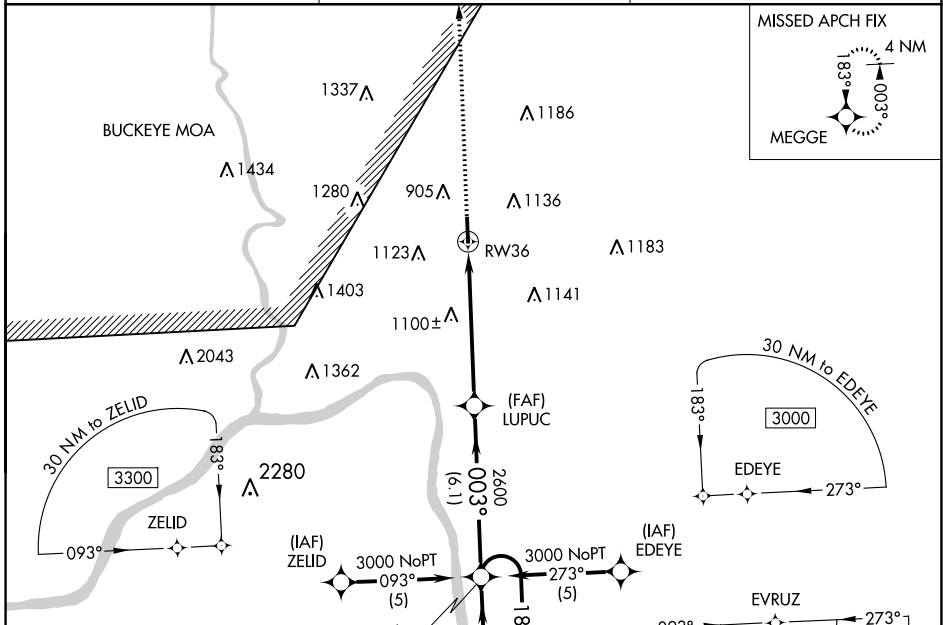 MISSED APCH FIX
4 NM
183°
003°
MEGGE
1337
1186
BUCKEYE MOA
1434
1280
905
1136
1123
RW36
1183
1403
1141
1100±
2043
1362
30 NM to EDEYE
183°
3000
EDEYE
273°
(FAF)
LUPUC
30 NM to ZELID
183°
3300
2280
ZELID
093°
2600
003°
(6.1)
(IAF)
ZELID
3000 NoPT
093°
(5)
3000 NoPT
273°
(5)
(IAF)
EDEYE
EVRUZ
273°